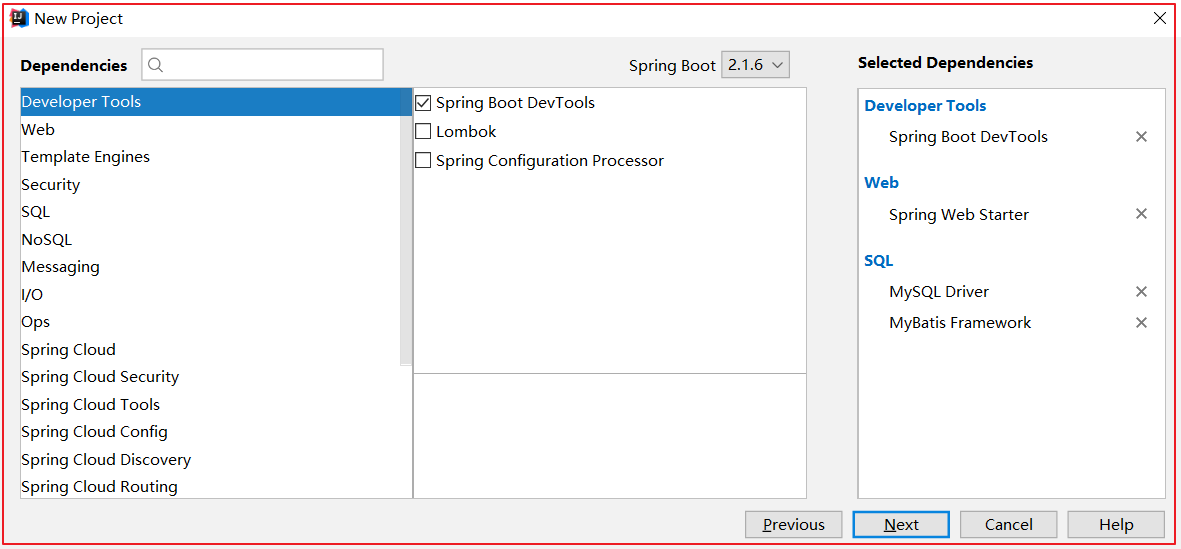 New Project
Dependencies
Spring Boot 2.1.6
Selected Dependencies
Developer Tools
Web
Template Engines
Security
SQL
NoSQL
Messaging
I/O
Ops
Spring Cloud
Spring Cloud Security
Spring Cloud Tools
Spring Cloud Config
Spring Cloud Discovery
Spring Cloud Routing
Spring Boot DevTools
Lombok
Spring Configuration Processor
Developer Tools
Spring Boot DevTools
Web
Spring Web Starter
SQL
MySQL Driver
MyBatis Framework
Previous
Next
Cancel
Help